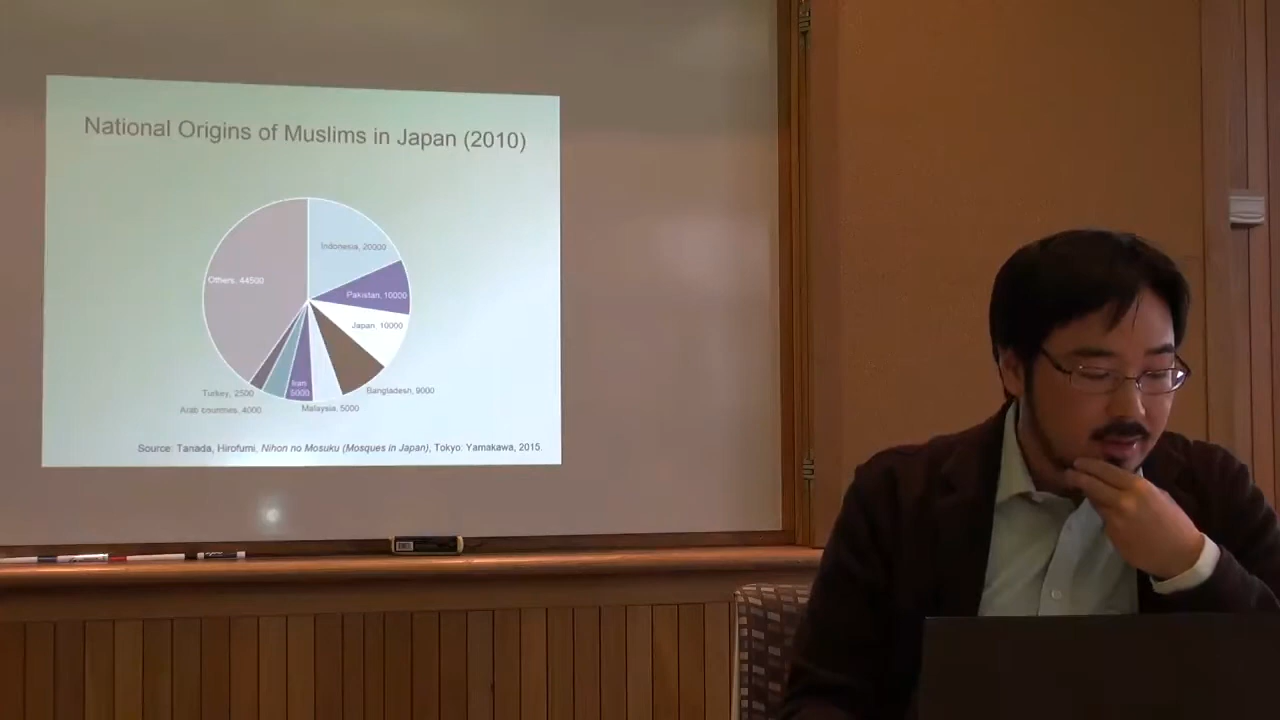 National Origins of Muslims in Japan (2010)
Indonesia, 20000
Others, 44500
Pakistan, 10000
Japan, 10000
Iran
5000
Bangladesh, 9000
Turkey, 2500
Malaysia, 5000
Arab countries, 4000
Source: Tanada, Hirofumi, Nihon no Mosuku (Mosques in Japan), Tokyo: Yamakawa, 2015.